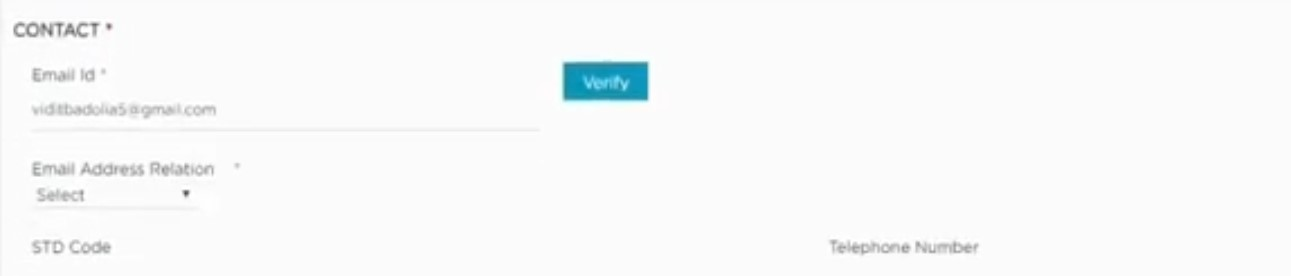 CONTACT *
Email Id *
Verify
viditbadolia5@gmail.com
Email Address Relation *
Select
STD Code
Telephone Number